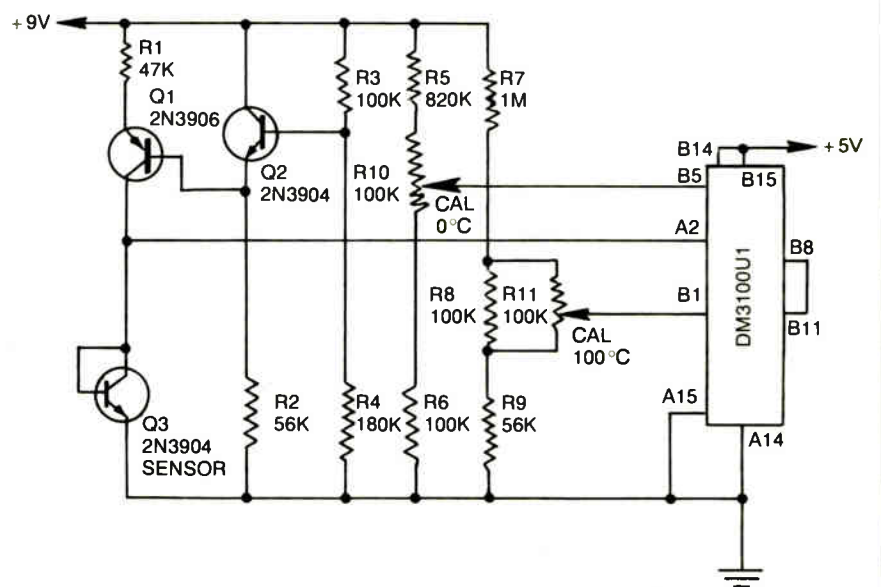 +9V
R1
47K
Q1
2N3906
Q2
2N3904
R3
100K
R5
820K
R7
1M
R10
100K
CAL
0°C
B14
+5V
B5
B15
A2
B8
R8
100K
R11
100K
B1
CAL
100°C
DM3100U1
B11
Q3
2N3904
SENSOR
R2
56K
R4
180K
R6
100K
R9
56K
A15
A14